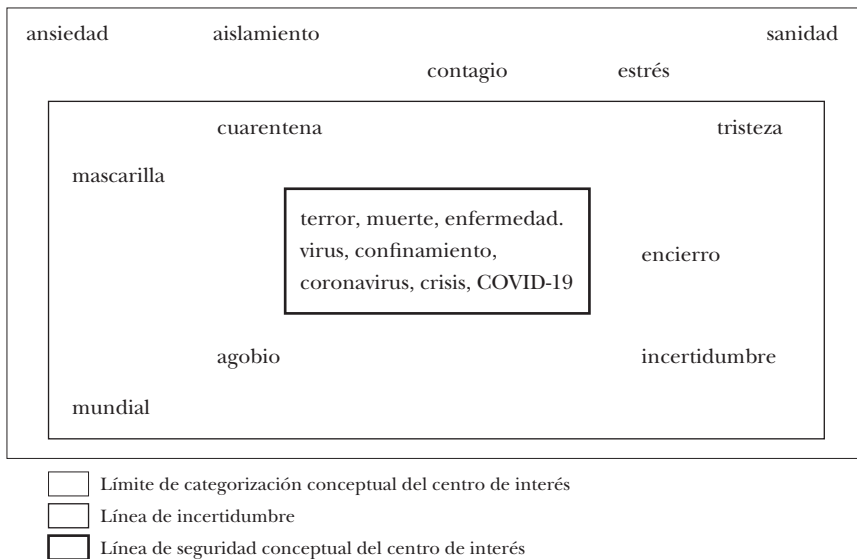 ansiedad aislamiento sanidad
contagio estrés
cuarentena tristeza
mascarilla
terror, muerte, enfermedad.
virus, confinamiento,
encierro
coronavirus, crisis, COVID-19
agobio incertidumbre
mundial
Límite de categorización conceptual del centro de interés
Línea de incertidumbre
Línea de seguridad conceptual del centro de interés